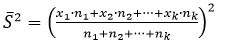 S̄² = (x₁·n₁+x₂·n₂+⋯+xₖ·nₖ / n₁+n₂+⋯+nₖ)²